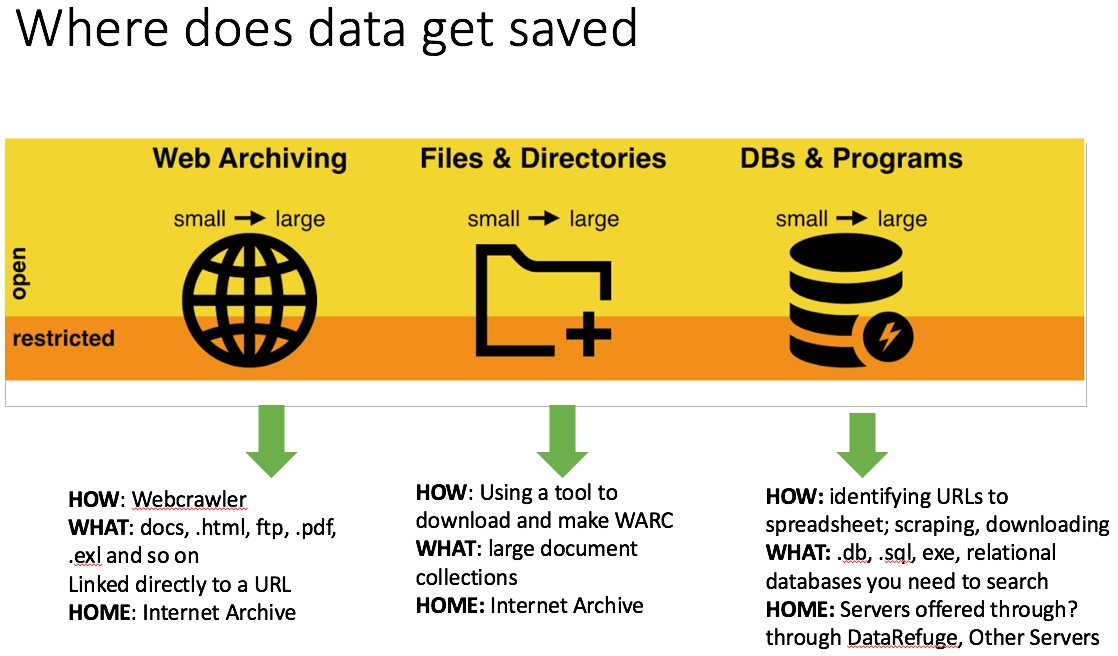 Where does data get saved
Web Archiving
small → large
Files & Directories
small → large
DBs & Programs
small → large
open
restricted
HOW: Webcrawler
WHAT: docs, .html, ftp, .pdf,
.exl and so on
Linked directly to a URL
HOME: Internet Archive
HOW: Using a tool to
download and make WARC
WHAT: large document
collections
HOME: Internet Archive
HOW: identifying URLs to
spreadsheet; scraping, downloading
WHAT: .db, .sql, exe, relational
databases you need to search
HOME: Servers offered through?
through DataRefuge, Other Servers